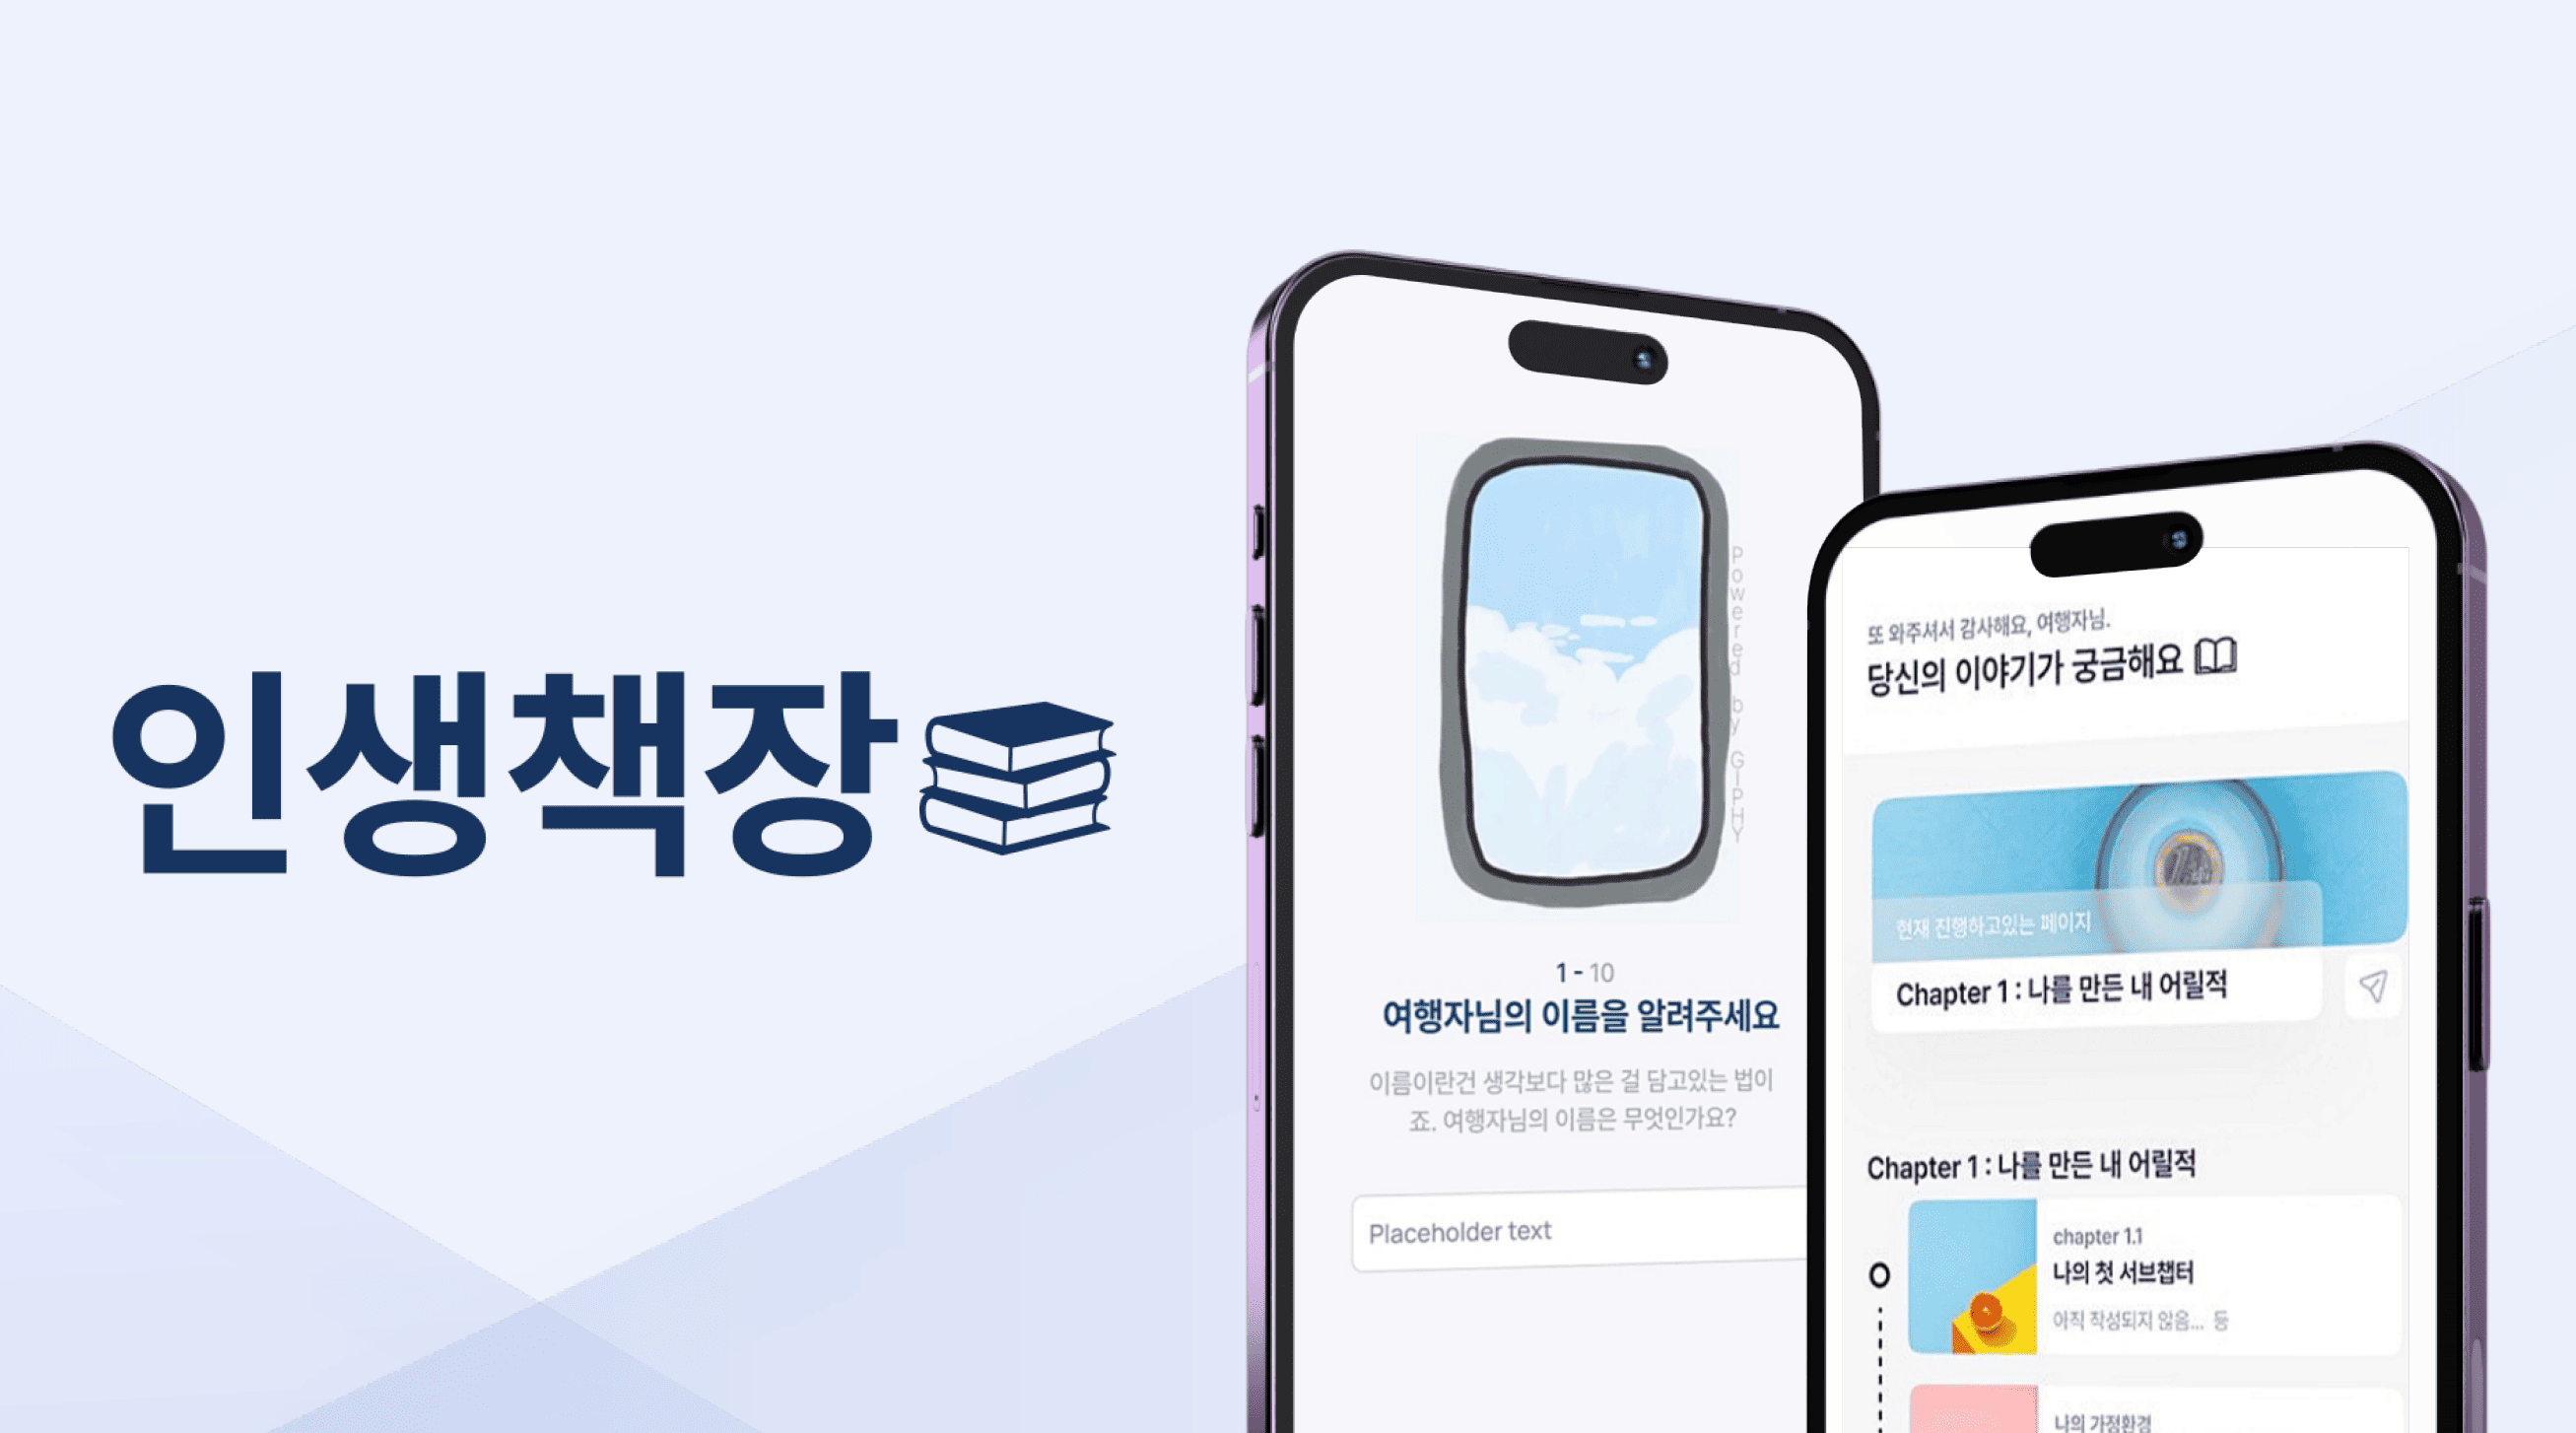 인생책장
Powered by GIPHY
1 - 10
여행자님의 이름을 알려주세요
이름이란건 생각보다 많은 걸 담고있는 법이
죠. 여행자님의 이름은 무엇인가요?
Placeholder text
또 와주셔서 감사해요, 여행자님.
당신의 이야기가 궁금해요
현재 진행하고있는 페이지
Chapter 1 : 나를 만든 내 어릴적
Chapter 1 : 나를 만든 내 어릴적
chapter 1.1
나의 첫 서브챕터
아직 작성되지 않음... 등
나의 가정환경